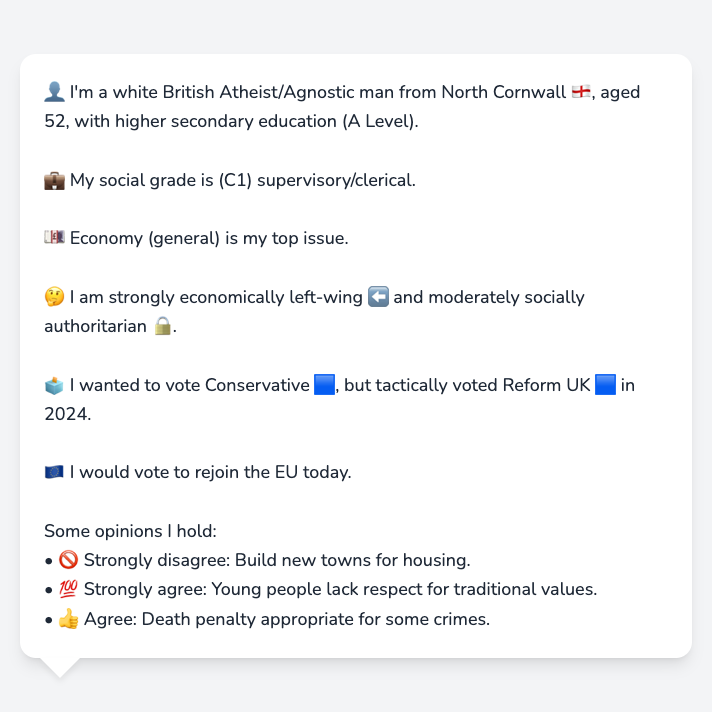 👤 I'm a white British Atheist/Agnostic man from North Cornwall 🏴󠁧󠁢󠁥󠁮󠁧󠁿, aged
52, with higher secondary education (A Level).
💼 My social grade is (C1) supervisory/clerical.
💷 Economy (general) is my top issue.
🤔 I am strongly economically left-wing ⬅️ and moderately socially
authoritarian 🔒.
🗳️ I wanted to vote Conservative 🟦, but tactically voted Reform UK 🟦 in
2024.
🇪🇺 I would vote to rejoin the EU today.
Some opinions I hold:
• 🚫 Strongly disagree: Build new towns for housing.
• 💯 Strongly agree: Young people lack respect for traditional values.
• 👍 Agree: Death penalty appropriate for some crimes.